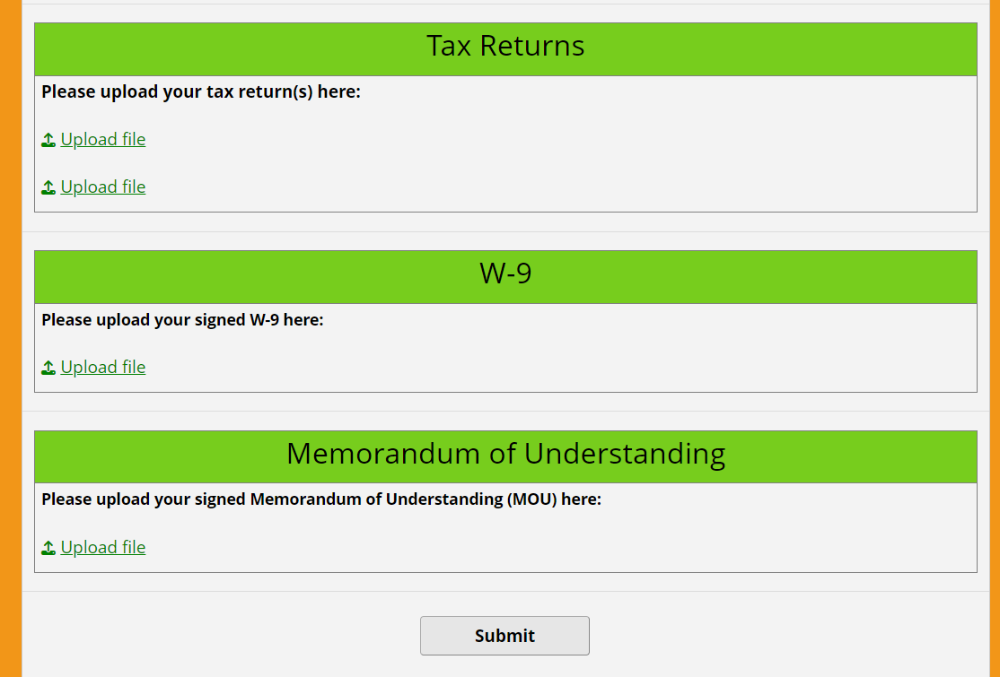 Tax Returns
Please upload your tax return(s) here:
Upload file
Upload file
W-9
Please upload your signed W-9 here:
Upload file
Memorandum of Understanding
Please upload your signed Memorandum of Understanding (MOU) here:
Upload file
Submit